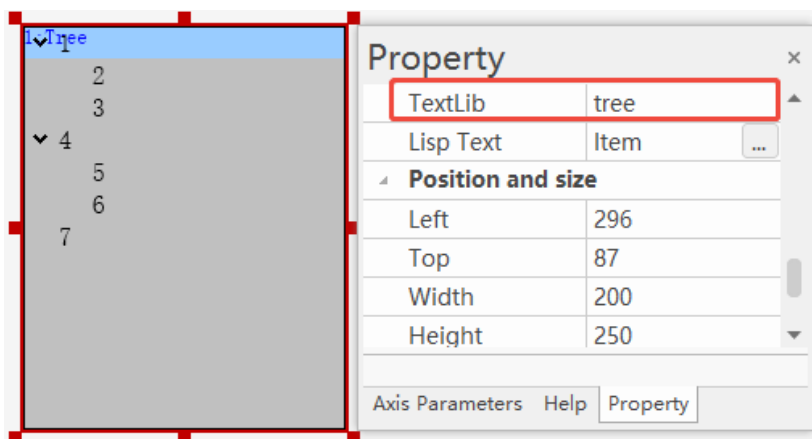 1:Tree
1
2
3
4
5
6
7
Property
TextLib tree
Lisp Text Item ...
Position and size
Left 296
Top 87
Width 200
Height 250
Axis Parameters Help Property